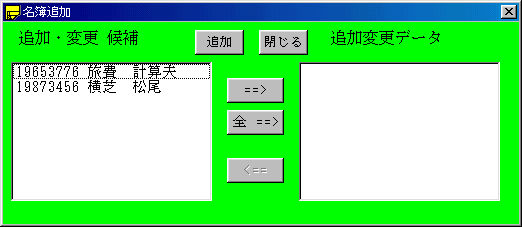 名簿追加
追加・変更 候補
追加
閉じる
追加変更データ
19653776 旅費 計算夫
19873456 横芝 松尾
==>
全 ==>
<==